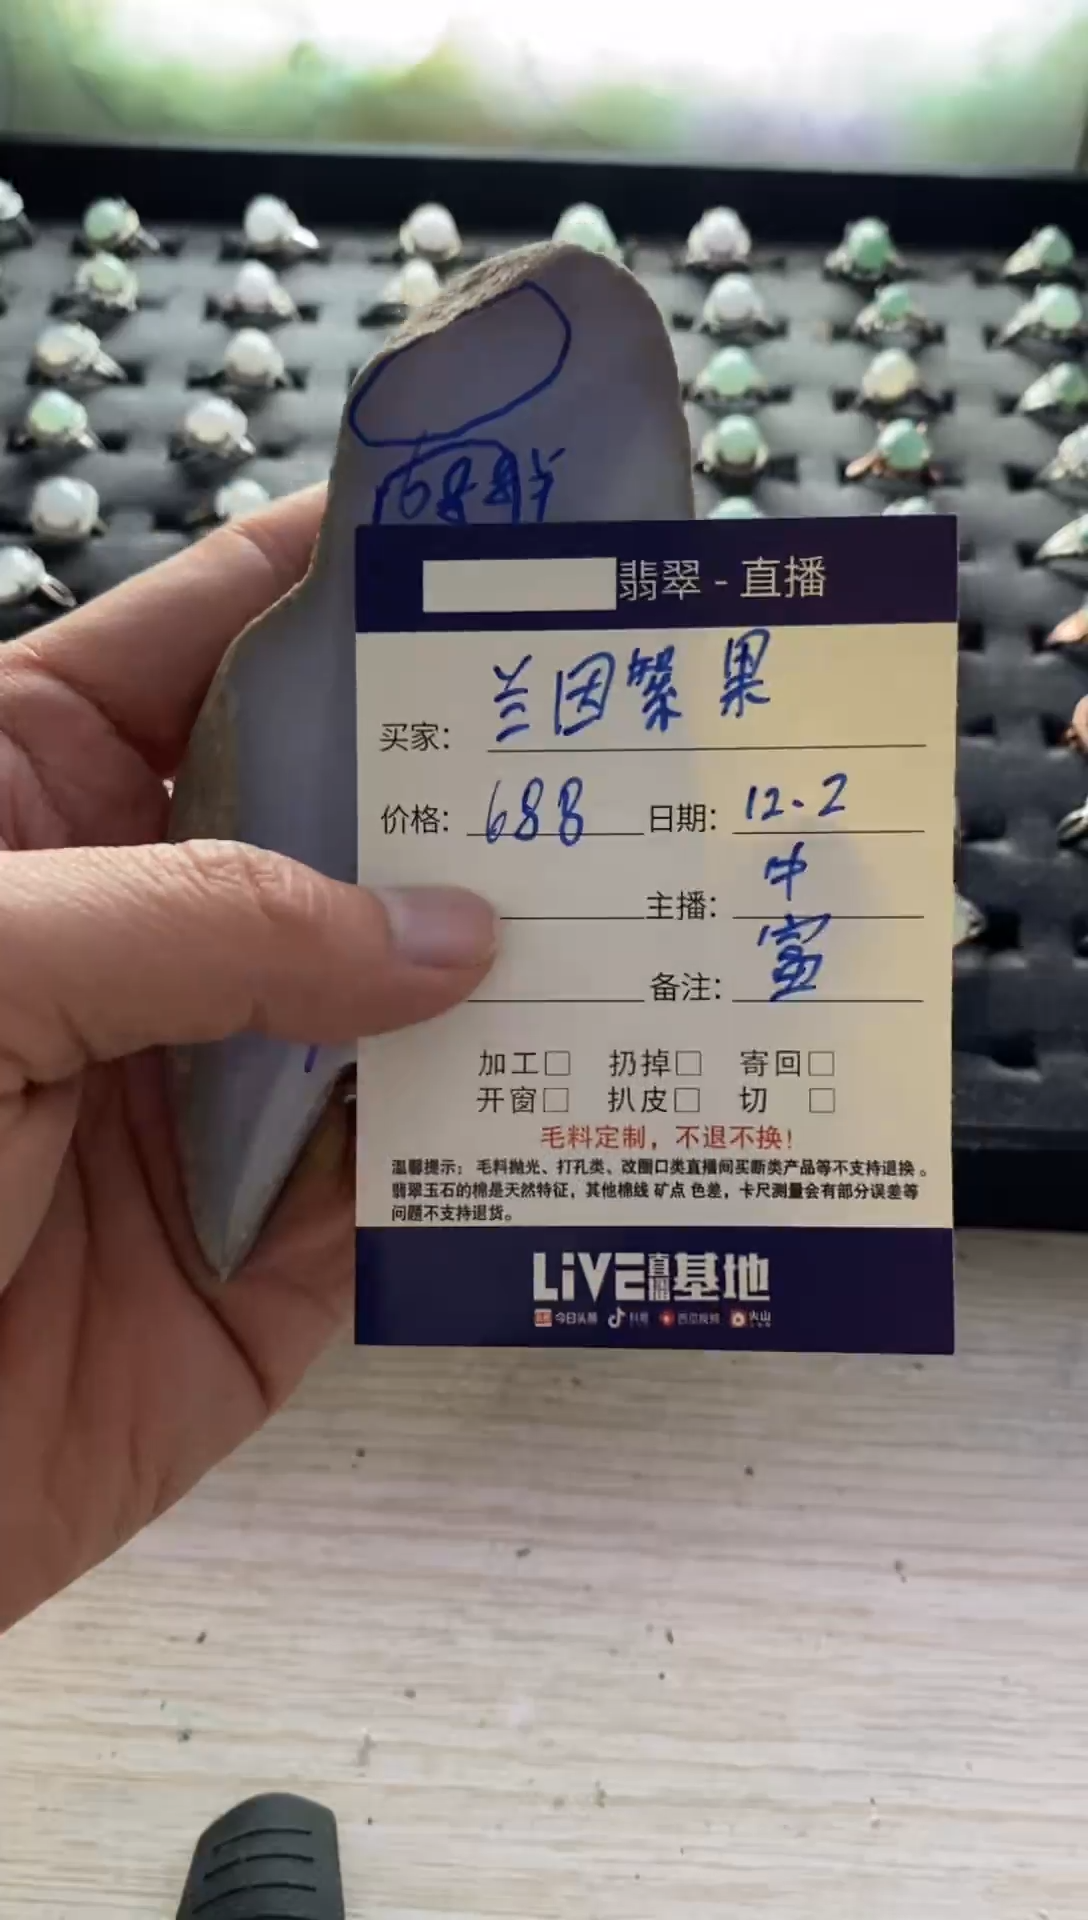 688
翡翠 - 直播
买家: 兰因絮果
价格: 688 日期: 12.2
主播: 中
备注: 富
加工□ 扔掉□ 寄回□
开窗□ 扒皮□ 切 □
毛料定制，不退不换！
温馨提示：毛料抛光、打孔类、改圈口类直播间买断类产品等不支持退换。
翡翠玉石的棉是天然特征，其他棉线 矿点 色差，卡尺测量会有部分误差等
问题不支持退货。
LiVE直播基地
今日头条 抖音 西瓜视频 火山